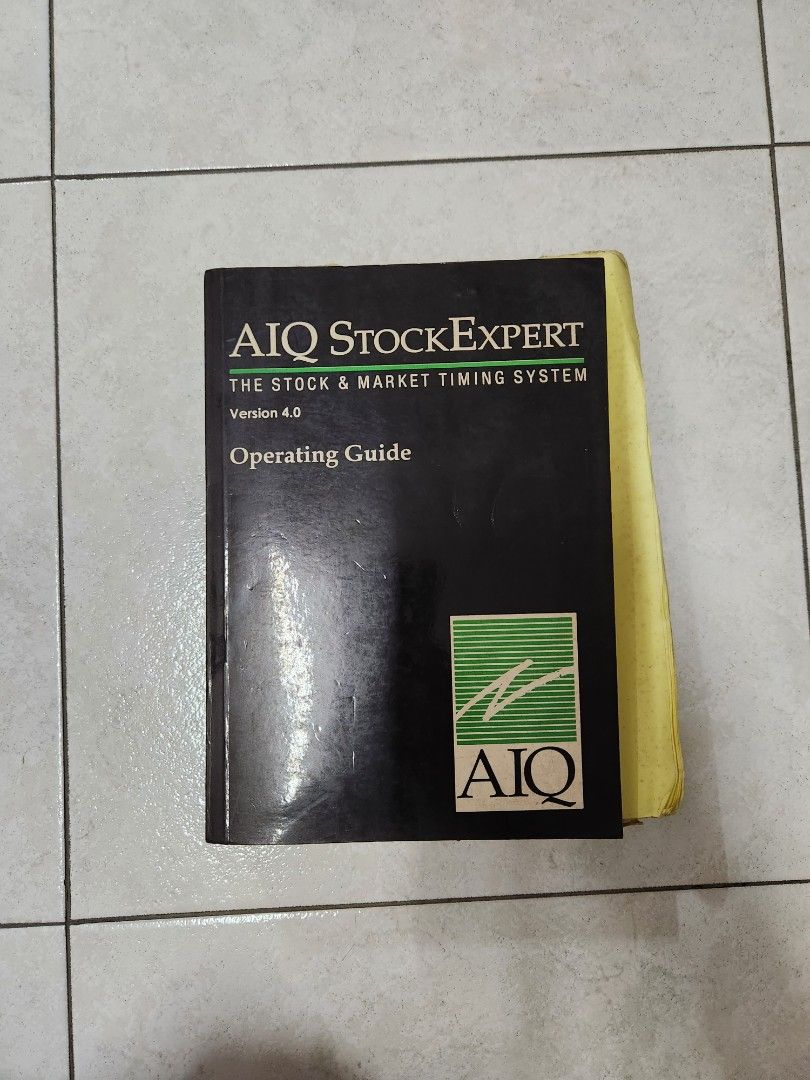 AIQ STOCKEXPERT
THE STOCK & MARKET TIMING SYSTEM
Version 4.0
Operating Guide
AIQ